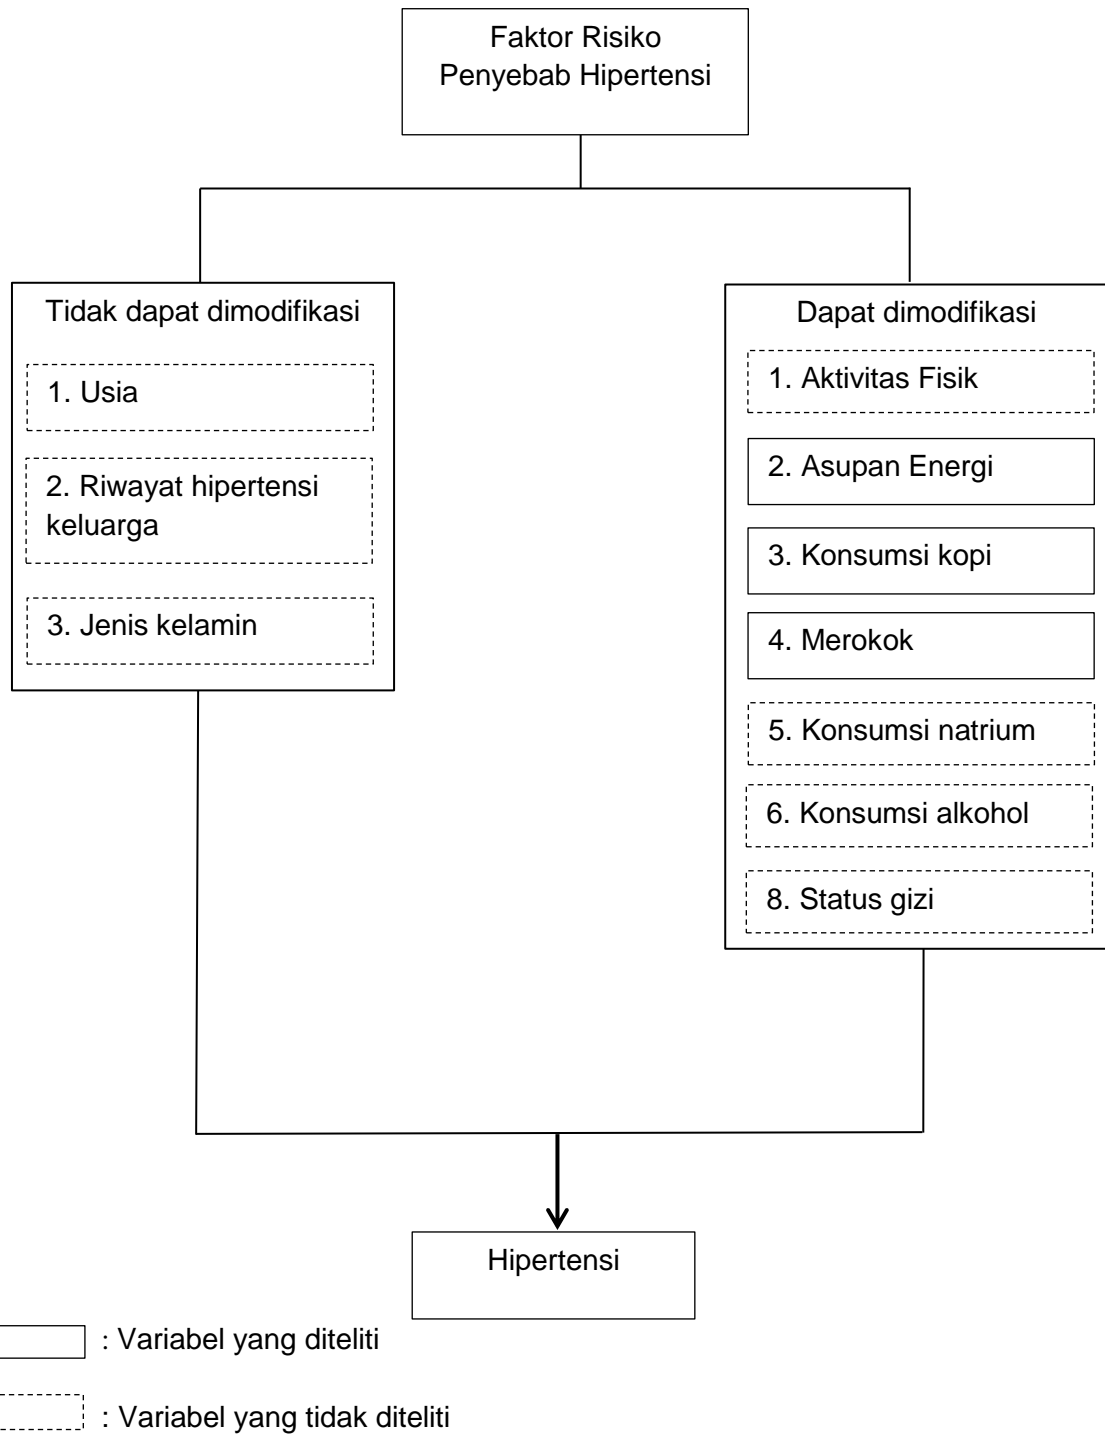 Faktor Risiko
Penyebab Hipertensi
Tidak dapat dimodifikasi
1. Usia
2. Riwayat hipertensi
keluarga
3. Jenis kelamin
Dapat dimodifikasi
1. Aktivitas Fisik
2. Asupan Energi
3. Konsumsi kopi
4. Merokok
5. Konsumsi natrium
6. Konsumsi alkohol
8. Status gizi
Hipertensi
: Variabel yang diteliti
: Variabel yang tidak diteliti